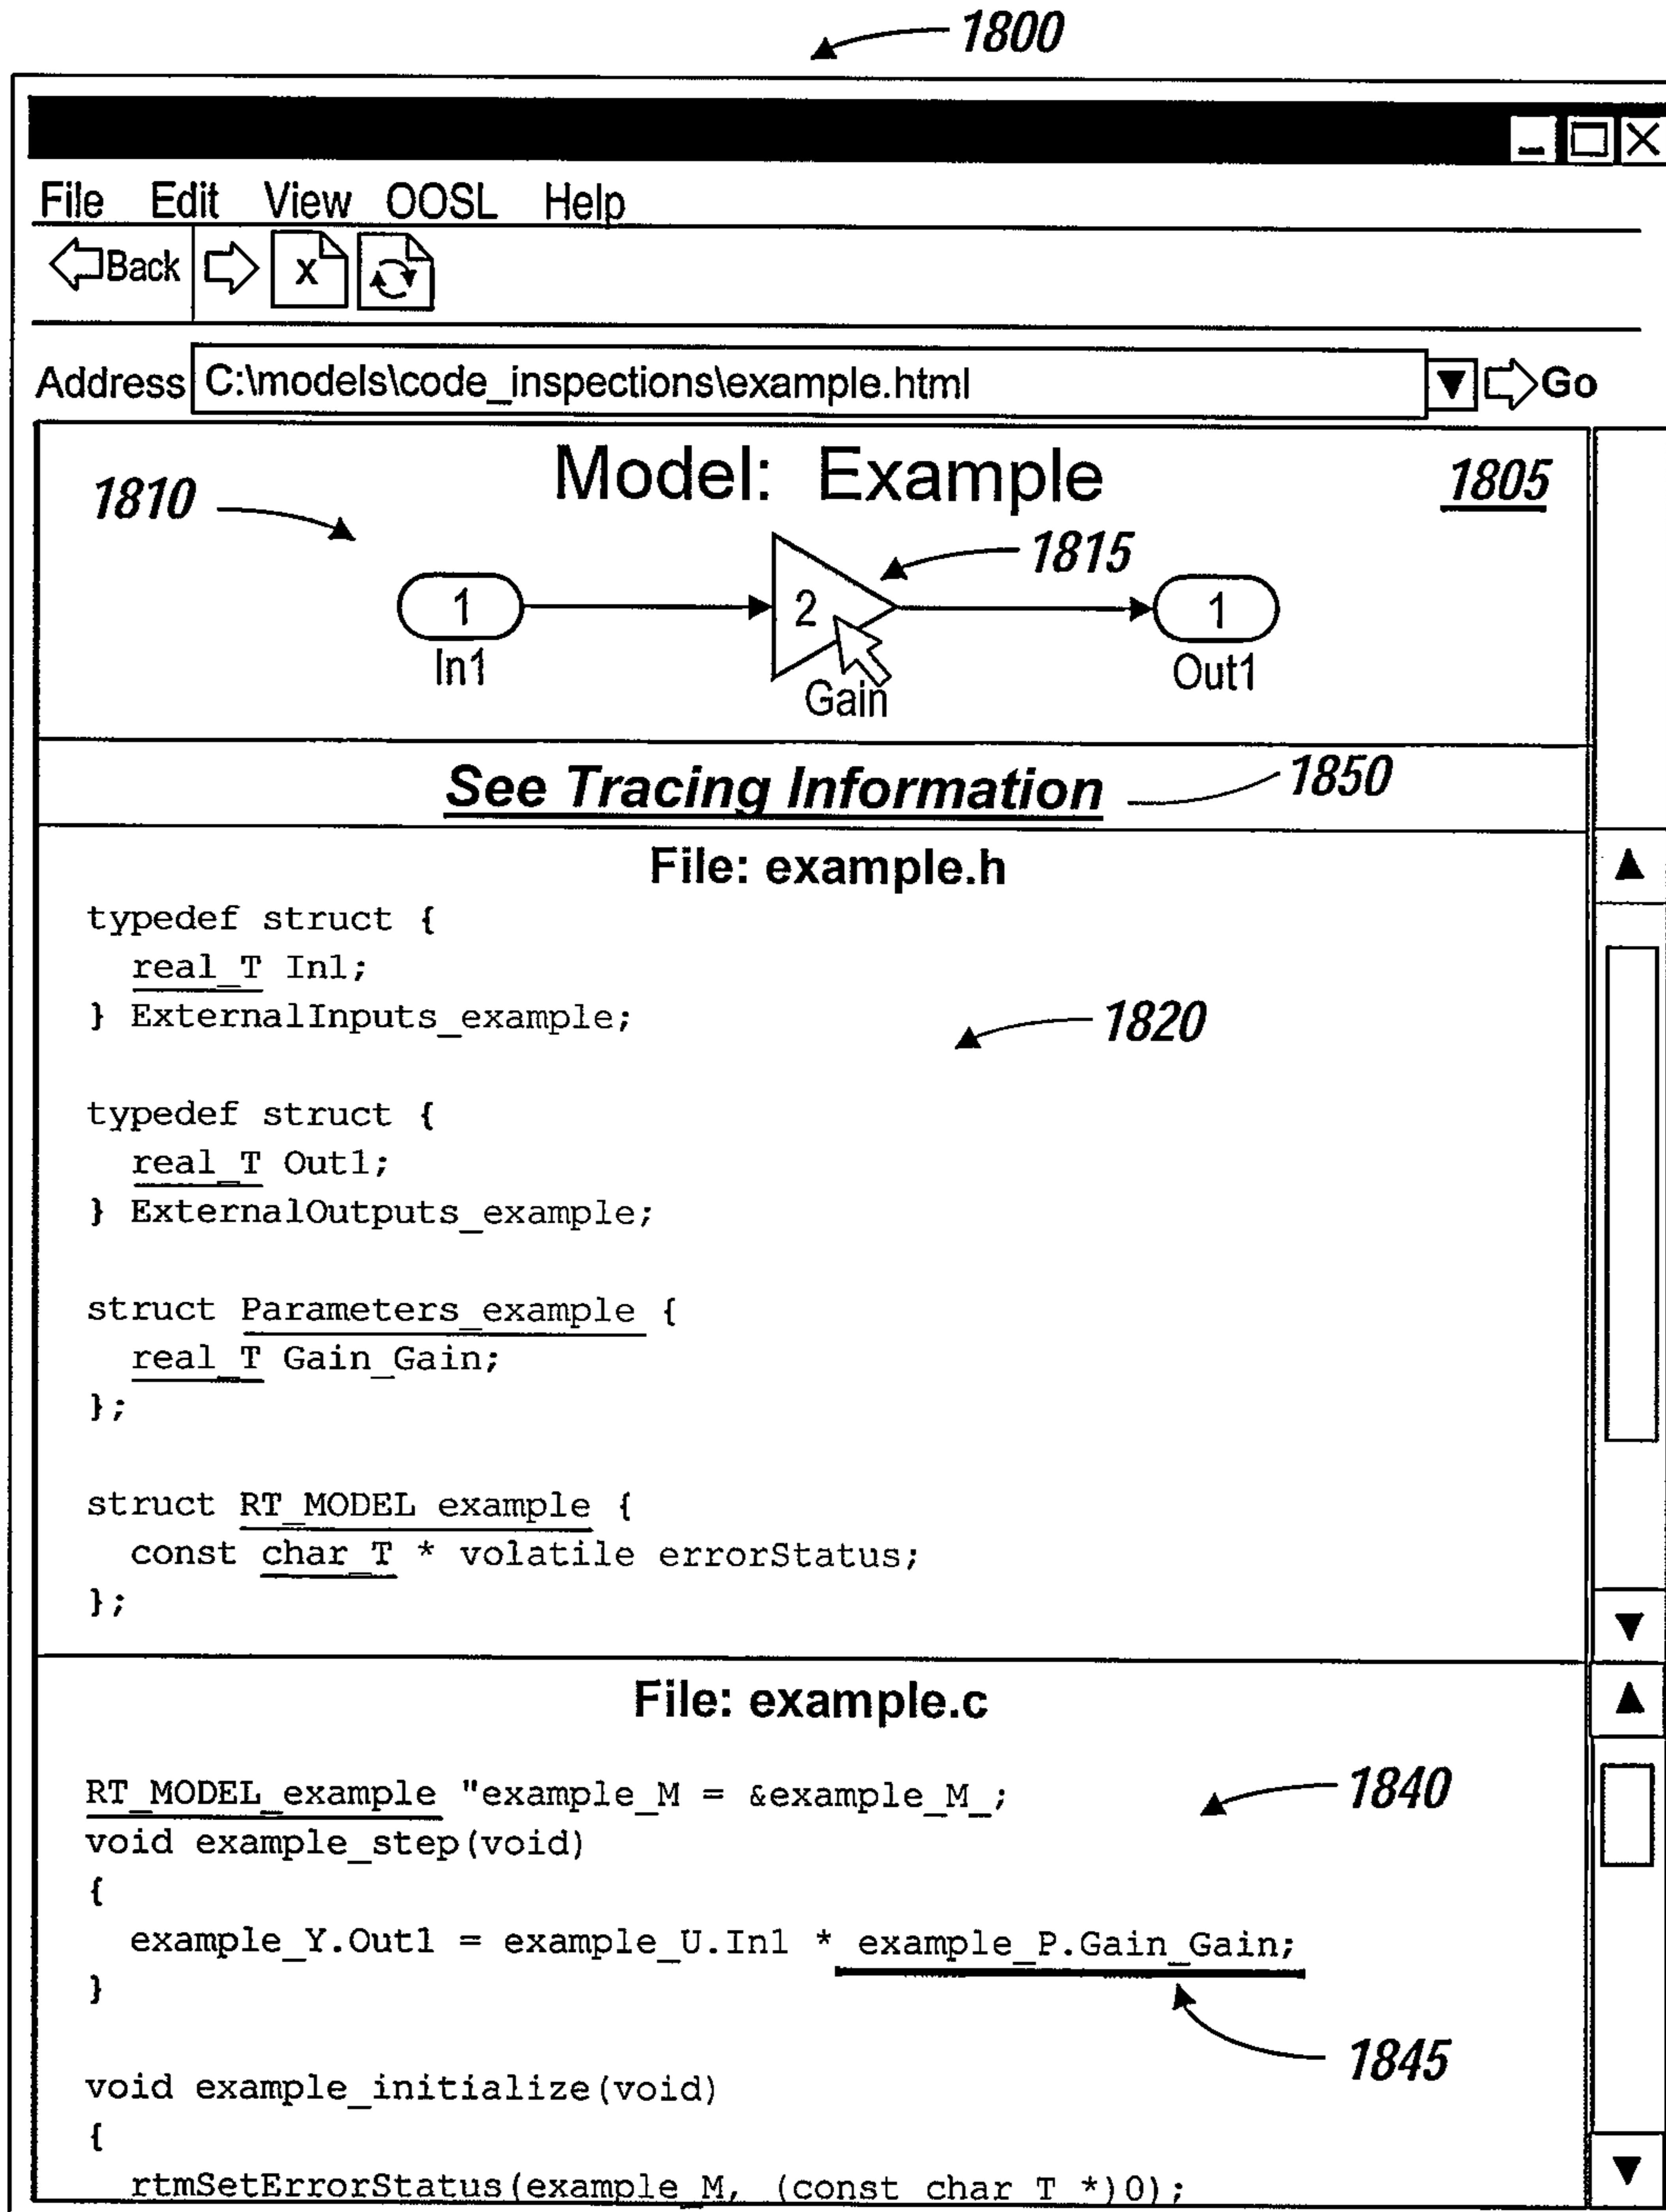 1800
File Edit View OOSL Help
Back X
Address C:\models\code_inspections\example.html Go
Model: Example
1805
1810
1815
1 2 1
In1 Gain Out1
See Tracing Information 1850
File: example.h
typedef struct {
real_T In1;
} ExternalInputs_example;
1820
typedef struct {
real_T Out1;
} ExternalOutputs_example;
struct Parameters_example {
real_T Gain_Gain;
};
struct RT_MODEL example {
const char_T * volatile errorStatus;
};
File: example.c
RT_MODEL_example "example_M = &example_M_;
1840
void example_step(void)
{
example_Y.Out1 = example_U.In1 * example_P.Gain_Gain;
}
1845
void example_initialize(void)
{
rtmSetErrorStatus(example_M, (const char T *)0);